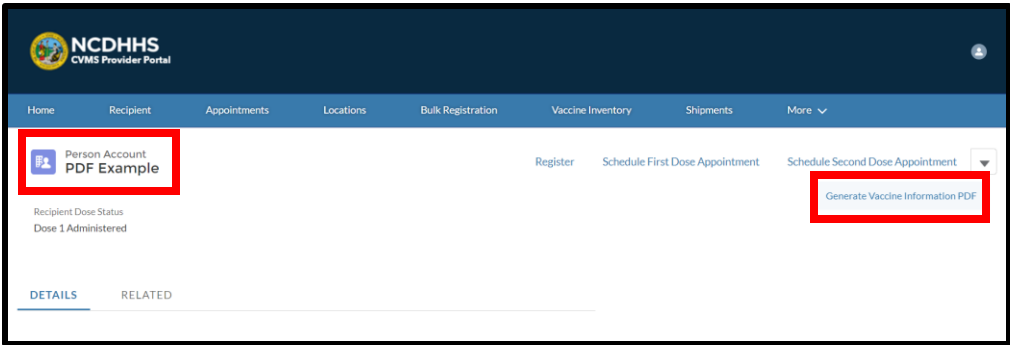 NCDHHS
CVMS Provider Portal
Home Recipient Appointments Locations Bulk Registration Vaccine Inventory Shipments More
Person Account
PDF Example
Register Schedule First Dose Appointment Schedule Second Dose Appointment
Generate Vaccine Information PDF
Recipient Dose Status
Dose 1 Administered
DETAILS RELATED